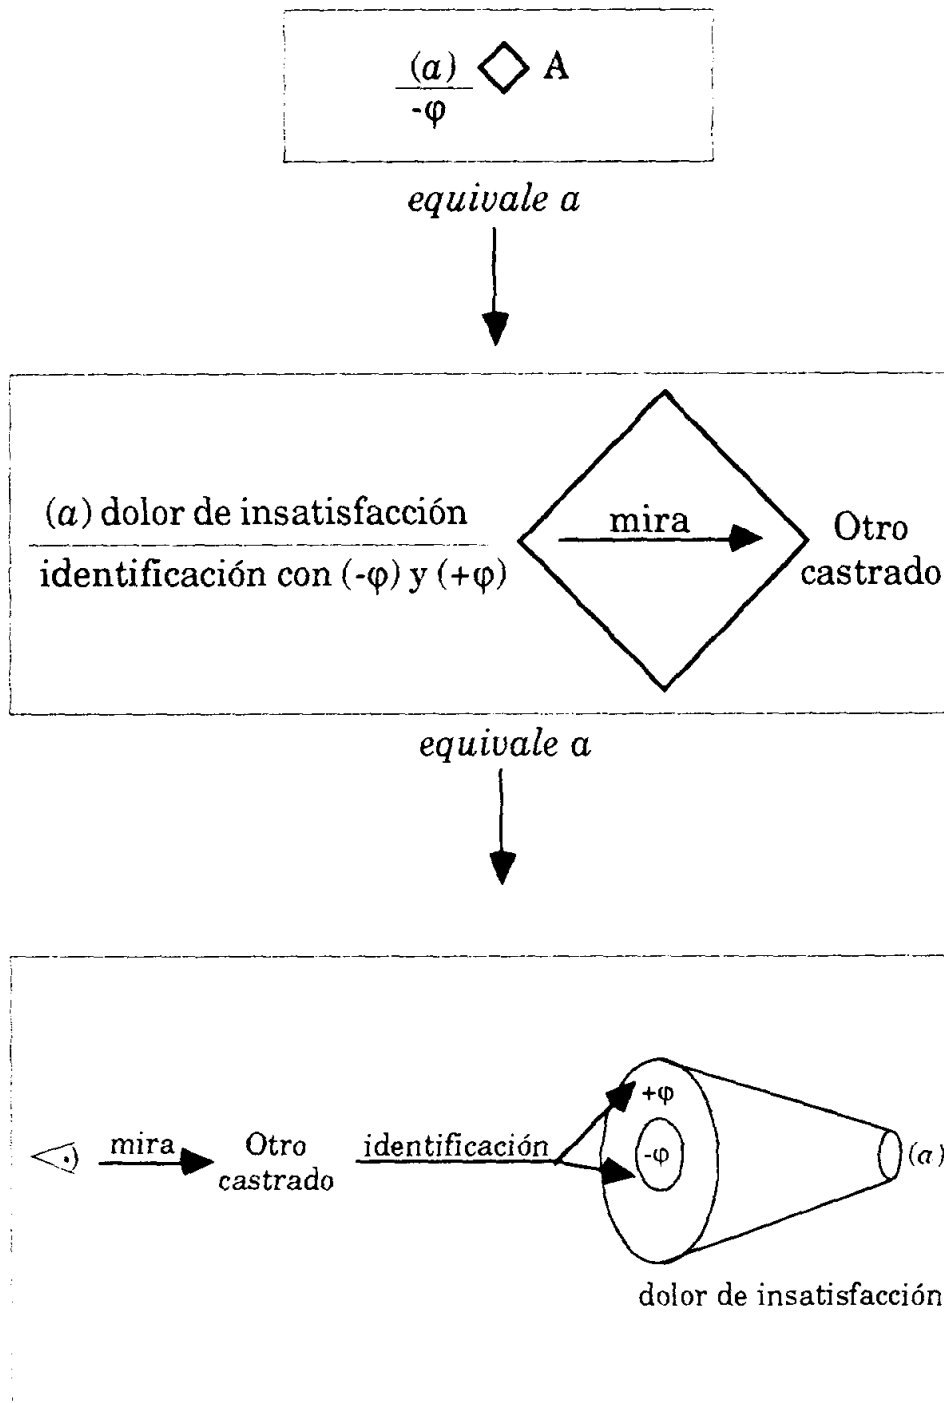 (a) ◇ A
-φ
equivale a
(a) dolor de insatisfacción
identificación con (-φ) y (+φ)
mira
Otro
castrado
equivale a
mira
Otro
castrado
identificación
+φ
-φ
(a)
dolor de insatisfacción